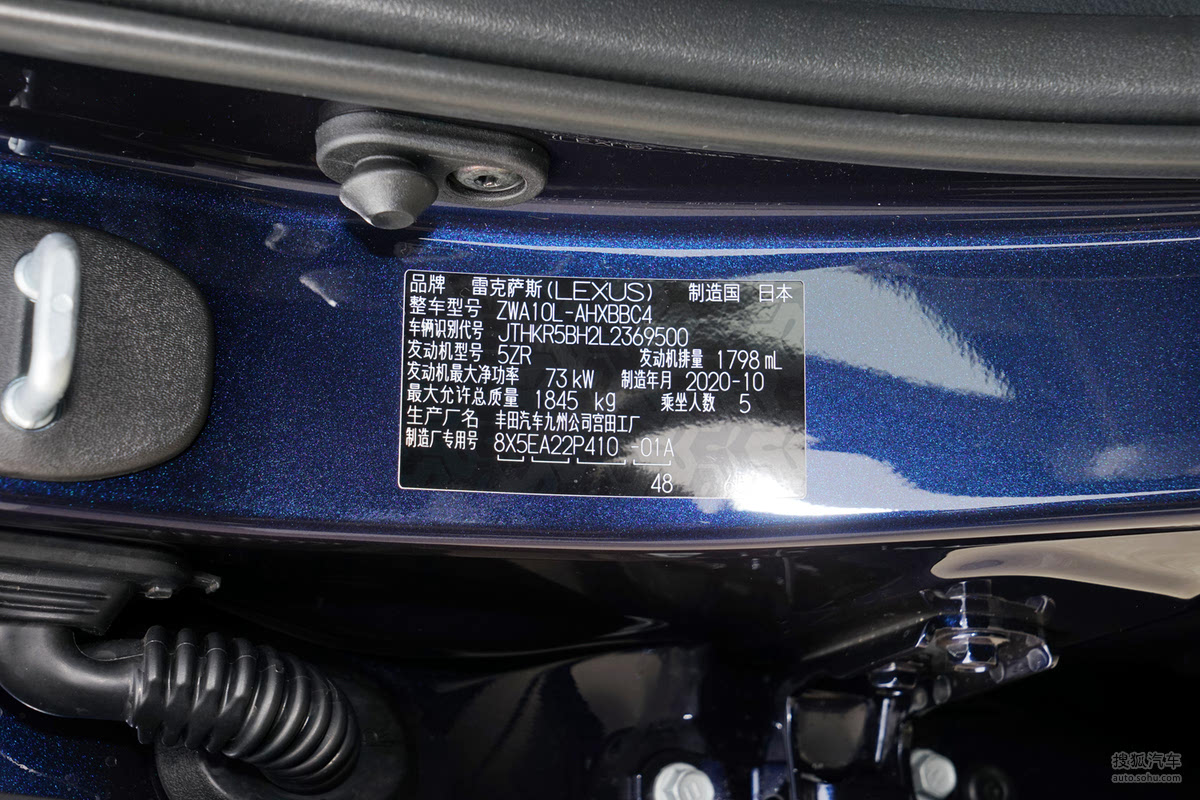 品牌 雷克萨斯(LEXUS) 制造国 日本
整车型号 ZWA10L-AHXBBC4
车辆识别代号 JTHKR5BH2L2369500
发动机型号 5ZR 发动机排量 1798 mL
发动机最大净功率 73 kW 制造年月 2020-10
最大允许总质量 1845 kg 乘坐人数 5
生产厂名 丰田汽车九州公司宫田工厂
制造厂专用号 8X5EA22P410 -01A
48
搜狐汽车
auto.sohu.com